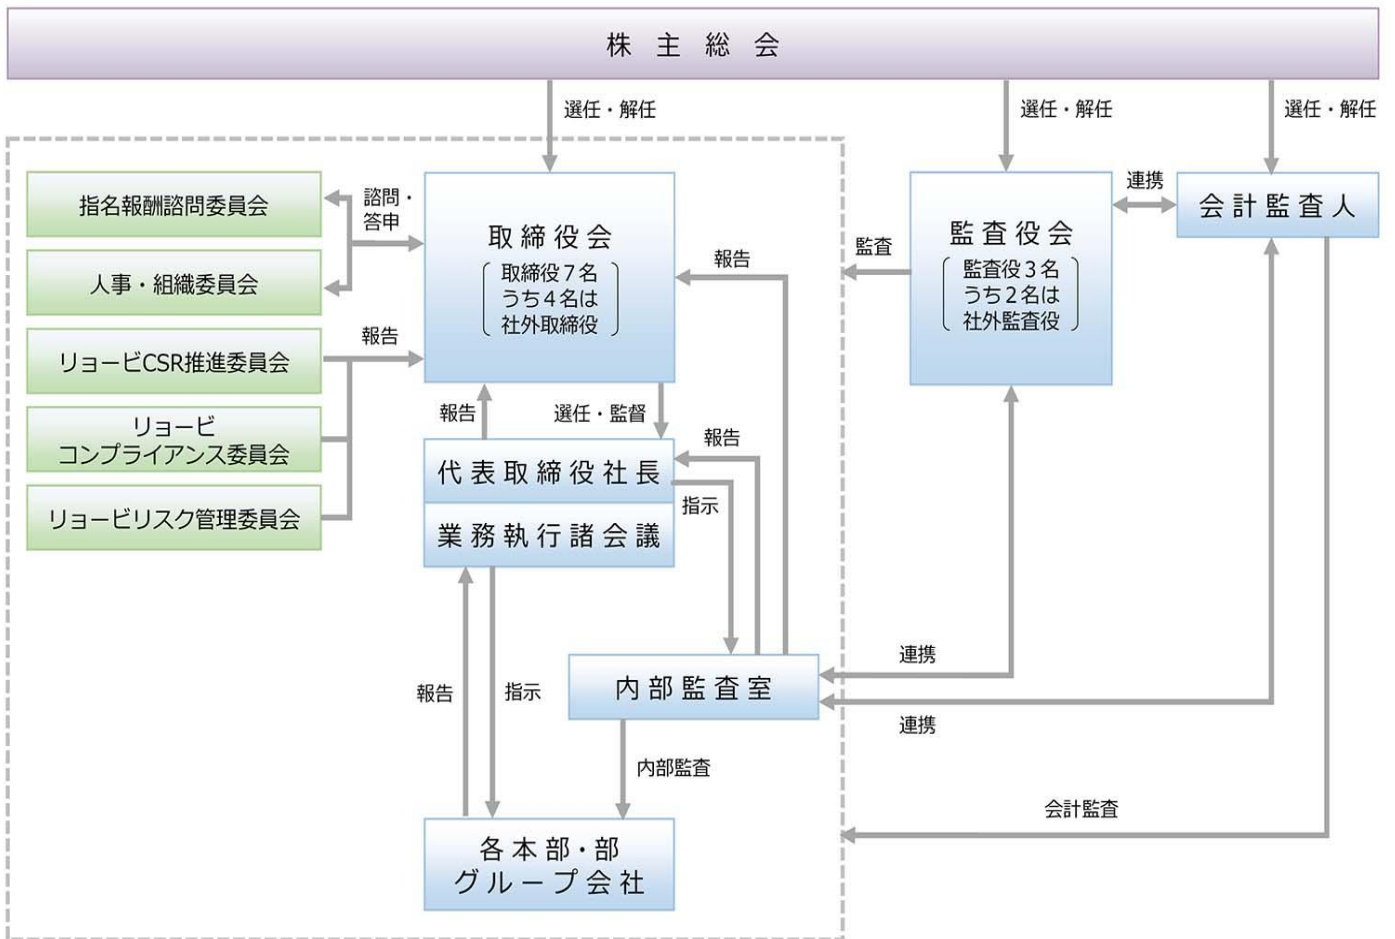 株主総会
選任・解任
選任・解任
選任・解任
指名報酬諮問委員会
人事・組織委員会
リョービCSR推進委員会
リョービ
コンプライアンス委員会
リョービリスク管理委員会
諮問・
答申
報告
取締役会
取締役7名
うち4名は
社外取締役
報告
監査
監査役会
監査役3名
うち2名は
社外監査役
連携
会計監査人
報告
選任・監督
報告
代表取締役社長
指示
業務執行諸会議
報告
指示
内部監査室
連携
連携
内部監査
会計監査
各本部・部
グループ会社